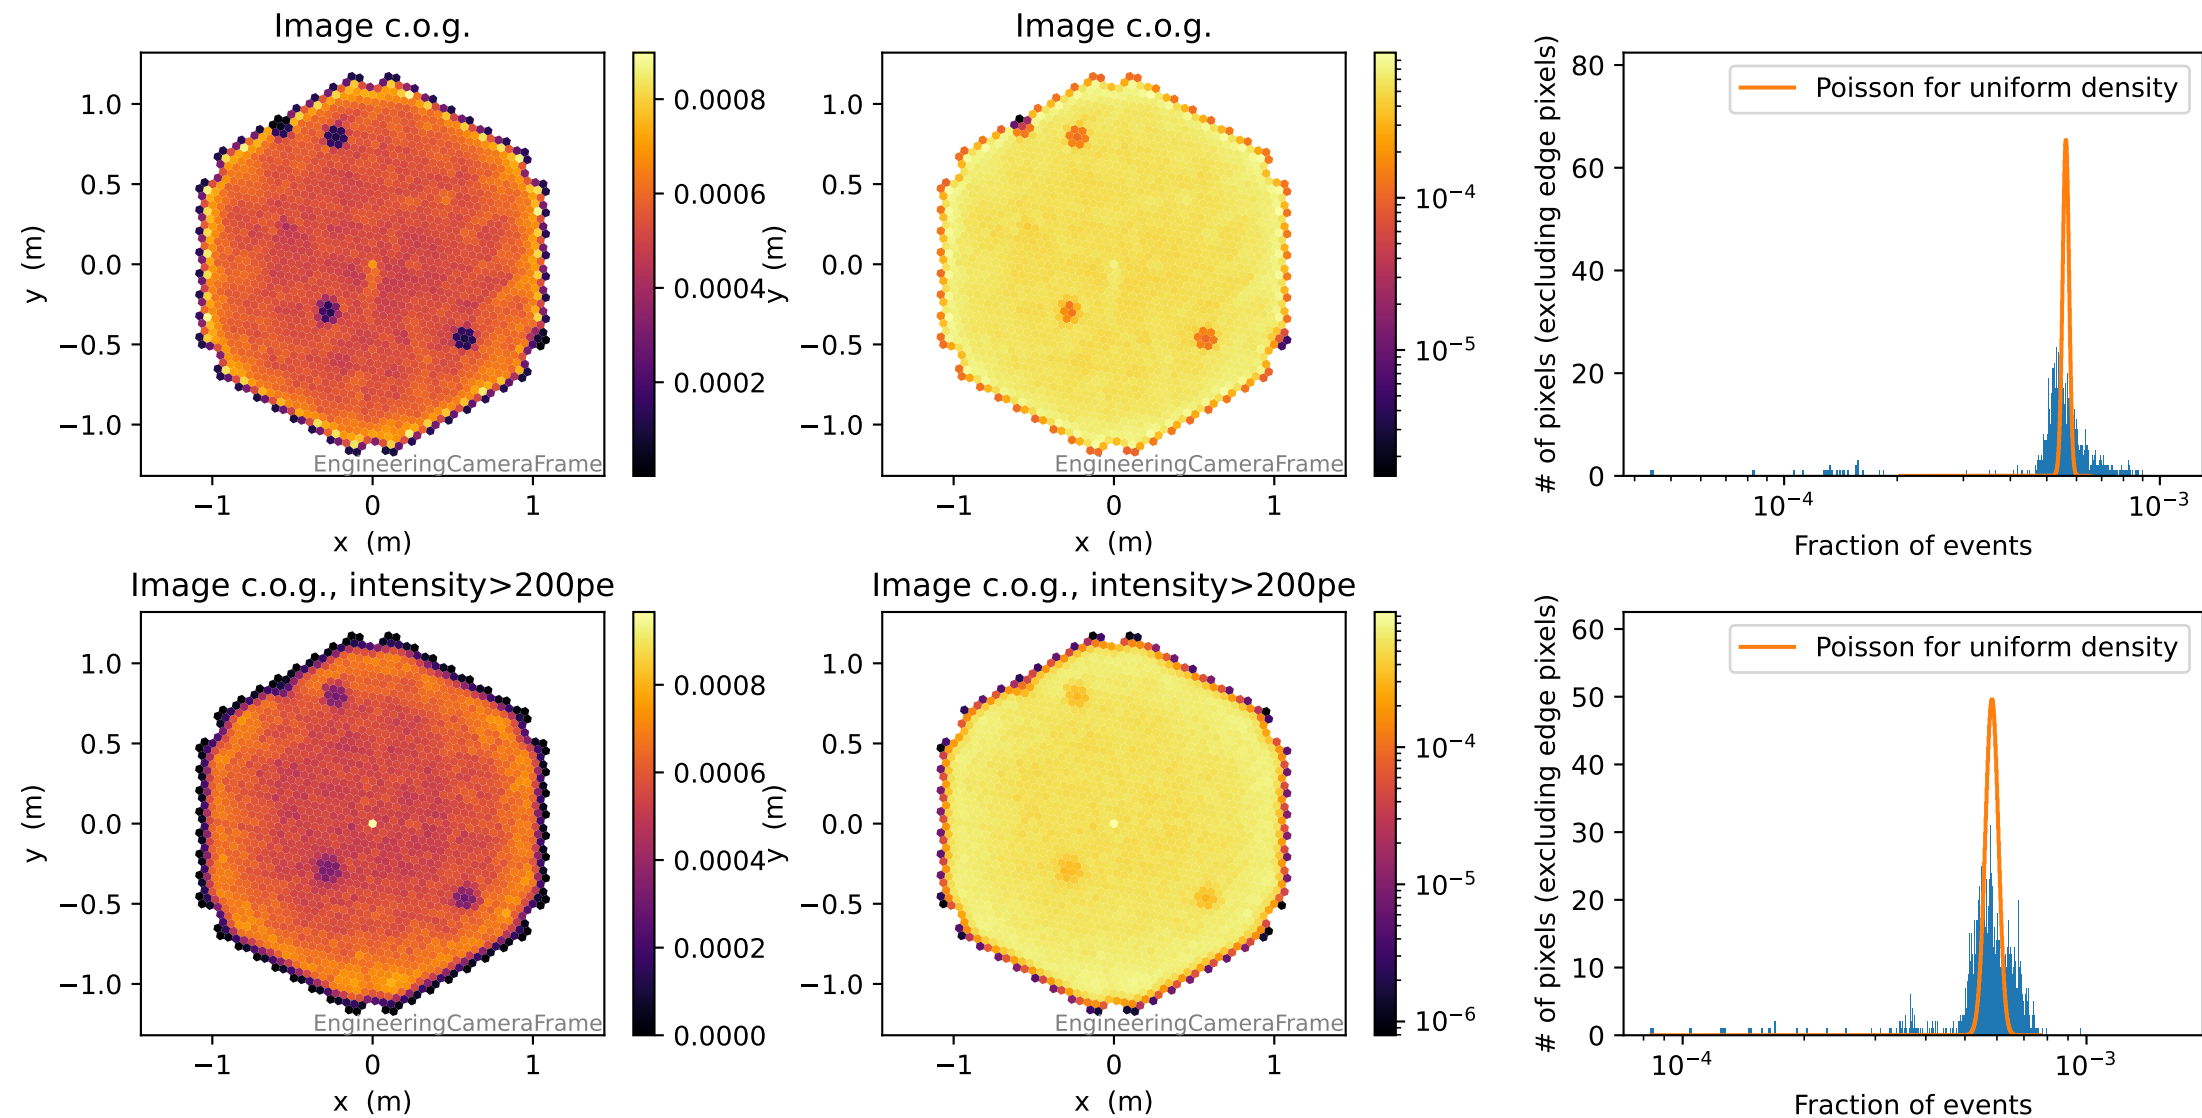 Image c.o.g.
1.0
0.5
0.0
−0.5
−1.0
y (m)
−1
0
1
x (m)
EngineeringCameraFrame
0.0008
0.0006
0.0004
0.0002
Image c.o.g.
y (m)
−1
0
1
x (m)
1.0
0.5
0.0
−0.5
−1.0
EngineeringCameraFrame
10⁻⁴
10⁻⁵
# of pixels (excluding edge pixels)
80
60
40
20
0
Poisson for uniform density
10⁻⁴
10⁻³
Fraction of events
Image c.o.g., intensity>200pe
1.0
0.5
0.0
−0.5
−1.0
y (m)
−1
0
1
x (m)
EngineeringCameraFrame
0.0008
0.0006
0.0004
0.0002
0.0000
Image c.o.g., intensity>200pe
y (m)
1.0
0.5
0.0
−0.5
−1.0
−1
0
1
x (m)
EngineeringCameraFrame
10⁻⁴
10⁻⁵
10⁻⁶
# of pixels (excluding edge pixels)
60
50
40
30
20
10
0
Poisson for uniform density
10⁻⁴
10⁻³
Fraction of events